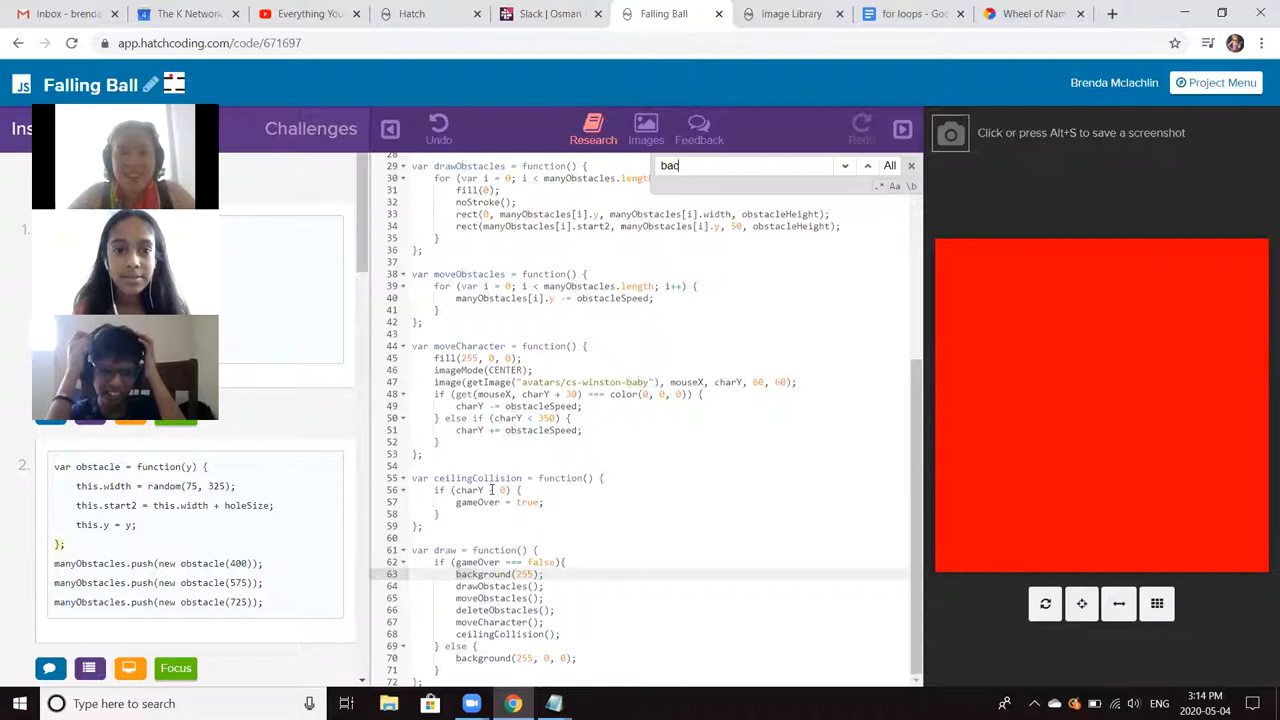 Inbox - brenda
The K Network
Everything You
Hatch
Slack | Osman
Falling Ball
Image Library
for loops - Goo
Wheel of Nam
app.hatchcoding.com/code/671697
JS
Falling Ball
Brenda Mclachlin
Project Menu
Ins
Challenges
Undo
Research
Images
Feedback
Redo
Click or press Alt+S to save a screenshot
bac
All
.* Aa \b
1.
28
29 var drawObstacles = function() {
30 for (var i = 0; i < manyObstacles.length
31 fill(0);
32 noStroke();
33 rect(0, manyObstacles[i].y, manyObstacles[i].width, obstacleHeight);
34 rect(manyObstacles[i].start2, manyObstacles[i].y, 50, obstacleHeight);
35 }
36 };
37
38 var moveObstacles = function() {
39 for (var i = 0; i < manyObstacles.length; i++) {
40 manyObstacles[i].y -= obstacleSpeed;
41 }
42 };
43
44 var moveCharacter = function() {
45 fill(255, 0, 0);
46 imageMode(CENTER);
47 image(getImage("avatars/cs-winston-baby"), mouseX, charY, 60, 60);
48 if (get(mouseX, charY + 30) === color(0, 0, 0)) {
49 charY -= obstacleSpeed;
50 } else if (charY < 350) {
51 charY += obstacleSpeed;
52 }
53 };
54
55 var ceilingCollision = function() {
56 if (charY 0) {
57 gameOver = true;
58 }
59 };
60
61 var draw = function() {
62 if (gameOver === false){
63 background(255);
64 drawObstacles();
65 moveObstacles();
66 deleteObstacles();
67 moveCharacter();
68 ceilingCollision();
69 } else {
70 background(255, 0, 0);
71 }
72 };
2.
var obstacle = function(y) {
this.width = random(75, 325);
this.start2 = this.width + holeSize;
this.y = y;
};
manyObstacles.push(new obstacle(400));
manyObstacles.push(new obstacle(575));
manyObstacles.push(new obstacle(725));
Focus
Type here to search
ENG
3:14 PM
2020-05-04